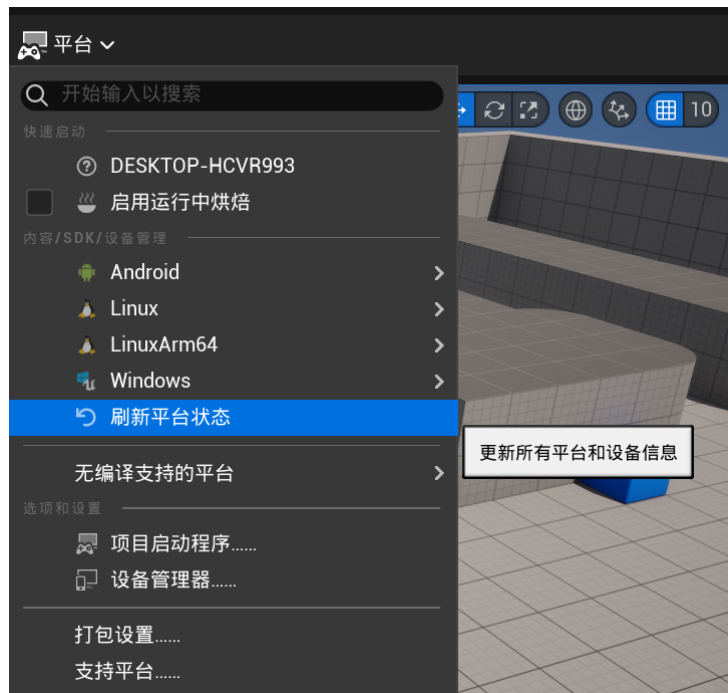 平台
开始输入以搜索
快速启动
DESKTOP-HCVR993
启用运行中烘焙
内容/SDK/设备管理
Android
Linux
LinuxArm64
Windows
刷新平台状态
更新所有平台和设备信息
无编译支持的平台
选项和设置
项目启动程序……
设备管理器……
打包设置……
支持平台……
10